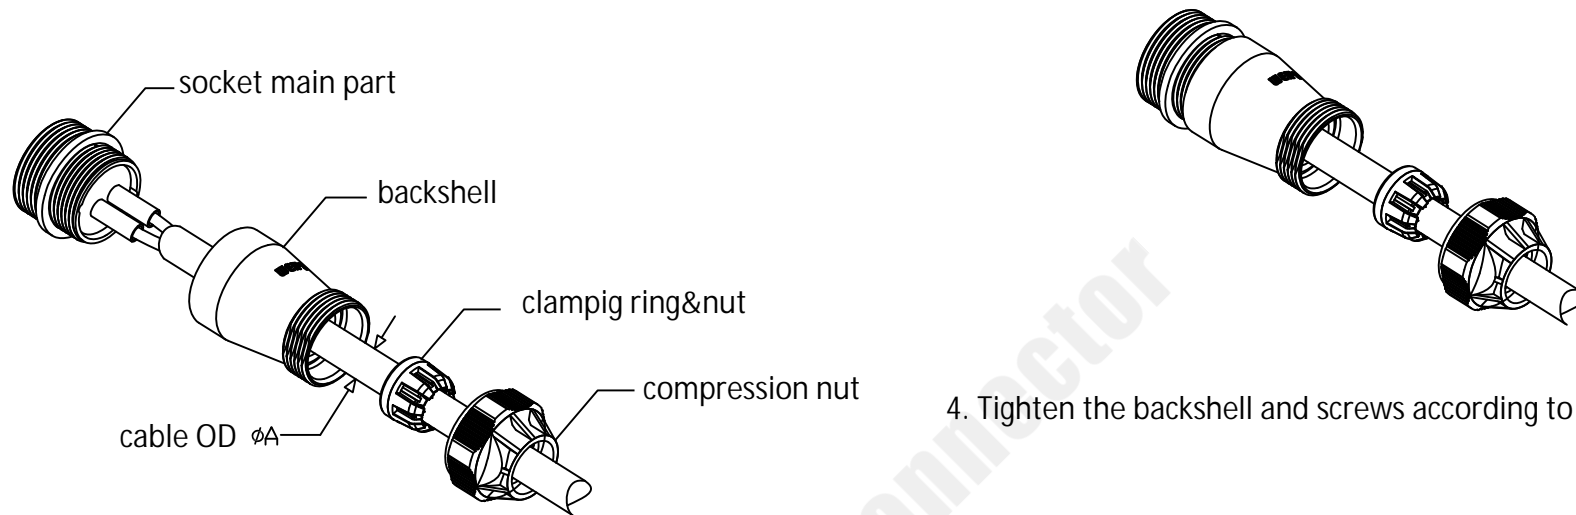 socket main part
backshell
clampig ring&nut
compression nut
cable OD ⌀A
4. Tighten the backshell and screws according to
onnector